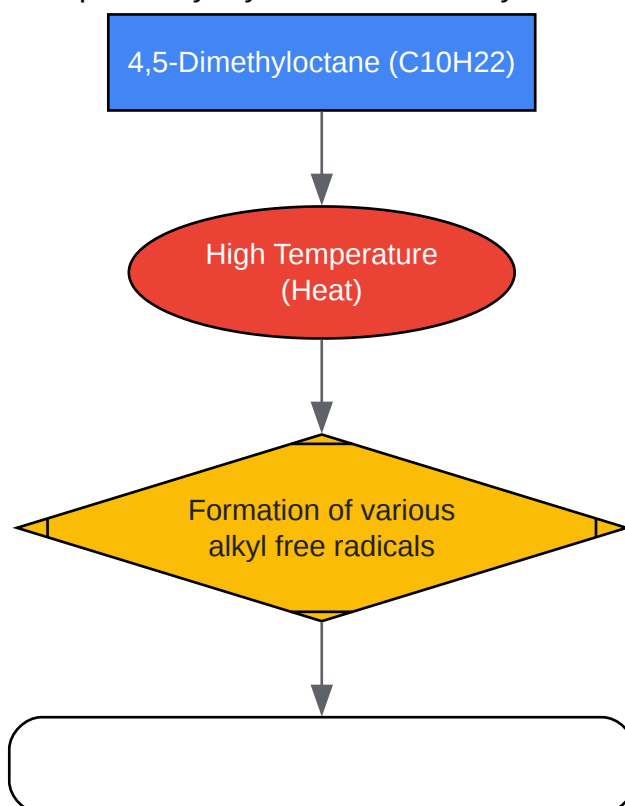 4,5-Dimethyloctane (C10H22)
High Temperature
(Heat)
Formation of various
alkyl free radicals